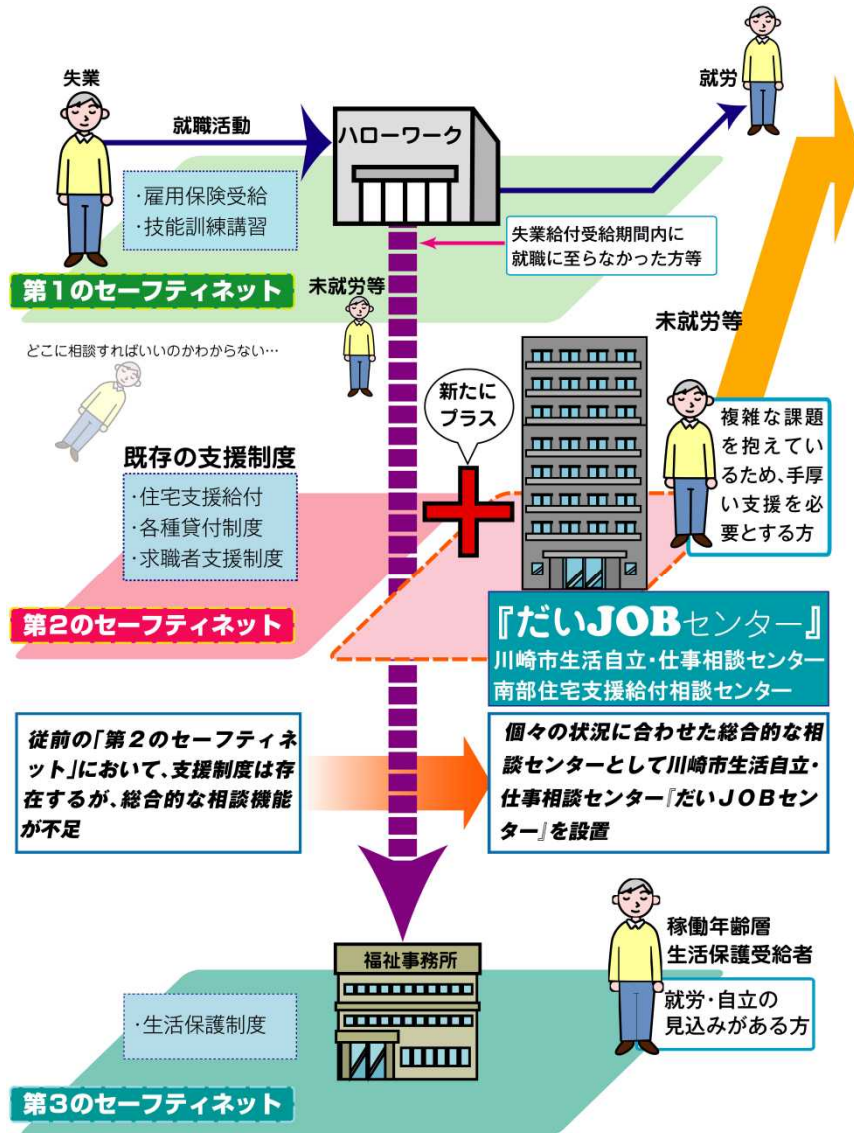 失業
就職活動
ハローワーク
就労
・雇用保険受給
・技能訓練講習
失業給付受給期間内に
就職に至らなかった方等
第1のセーフティネット
未就労等
どこに相談すればいいのかわからない…
未就労等
新たに
プラス
複雑な課題
を抱えてい
るため、手厚
い支援を必
要とする方
既存の支援制度
・住宅支援給付
・各種貸付制度
・求職者支援制度
第2のセーフティネット
『だいJOBセンター』
川崎市生活自立・仕事相談センター
南部住宅支援給付相談センター
従前の「第2のセーフティネ
ット」において、支援制度は存
在するが、総合的な相談機能
が不足
個々の状況に合わせた総合的な相
談センターとして川崎市生活自立・
仕事相談センター『だいJOBセン
ター』を設置
福祉事務所
稼働年齢層
生活保護受給者
就労・自立の
見込みがある方
・生活保護制度
第3のセーフティネット